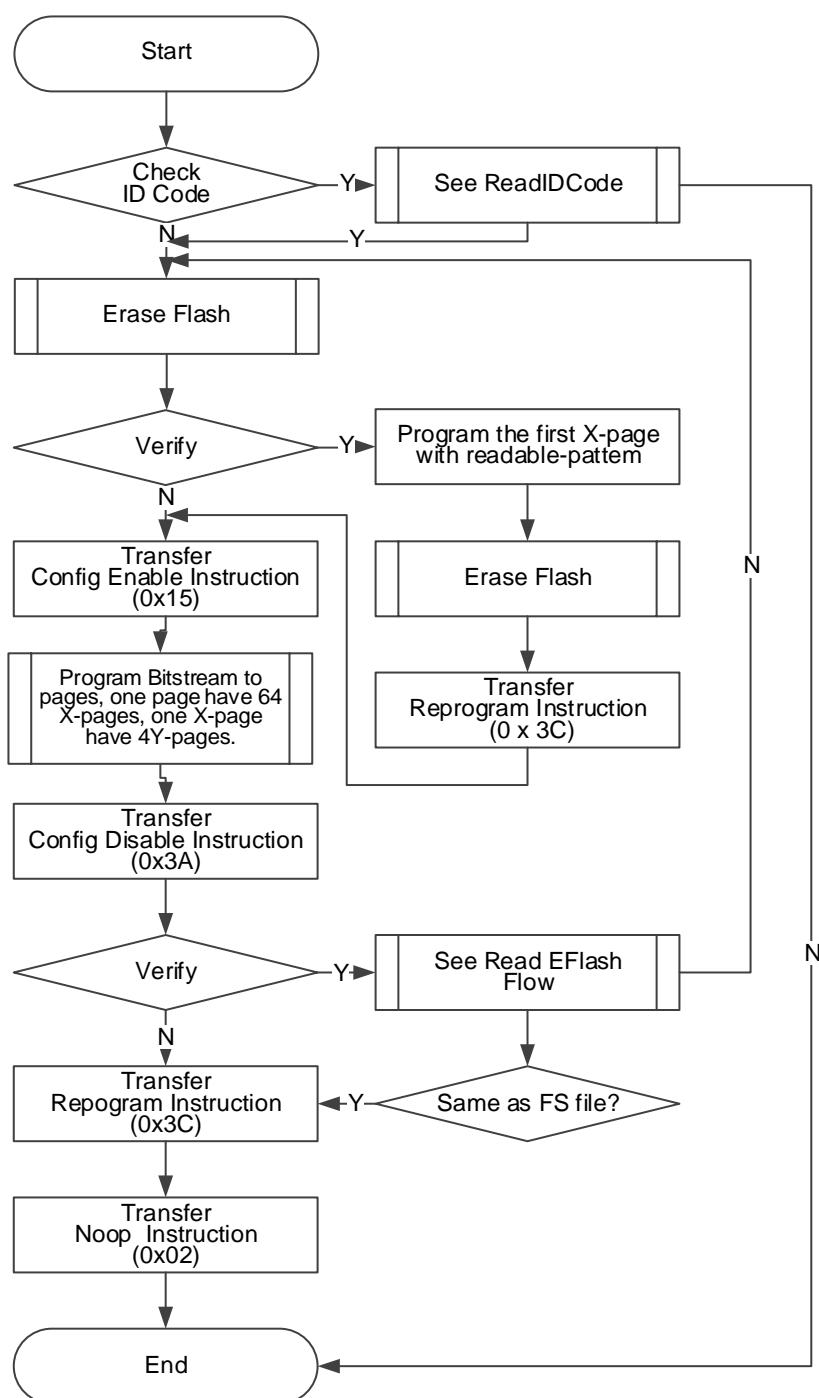 Start
Check
ID Code
Y
See ReadIDCode
N
Y
Erase Flash
Verify
Y
Program the first X-page
with readable-pattem
N
Transfer
Config Enable Instruction
(0x15)
Erase Flash
N
Program Bitstream to
pages, one page have 64
X-pages, one X-page
have 4Y-pages.
Transfer
Reprogram Instruction
(0 x 3C)
Transfer
Config Disable Instruction
(0x3A)
Verify
Y
See Read EFlash
Flow
N
N
Transfer
Repogram Instruction
(0x3C)
Y
Same as FS file?
Transfer
Noop Instruction
(0x02)
End